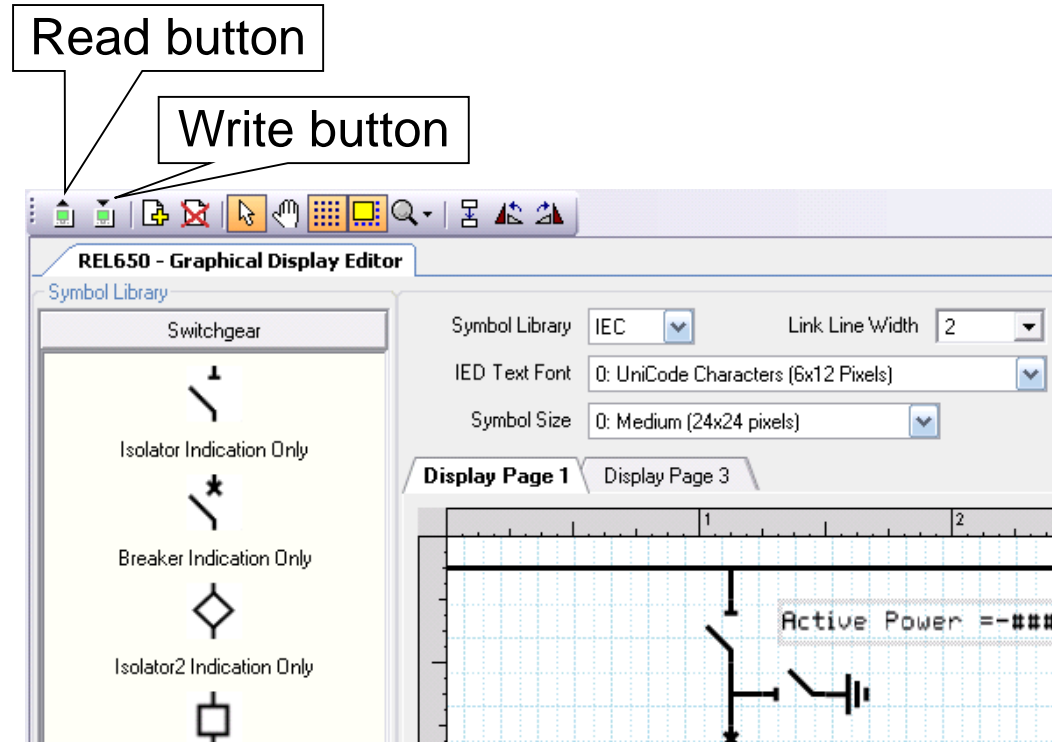 Read button
Write button
REL650 - Graphical Display Editor
Symbol Library
Switchgear
Isolator Indication Only
Breaker Indication Only
Isolator2 Indication Only
Symbol Library IEC Link Line Width 2
IED Text Font 0: UniCode Characters (6x12 Pixels)
Symbol Size 0: Medium (24x24 pixels)
Display Page 1 Display Page 3
1 2
Active Power =-###